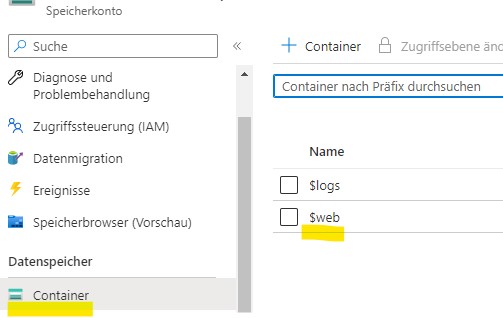 Speicherkonto
Suche
Diagnose und
Problembehandlung
Zugriffssteuerung (IAM)
Datenmigration
Ereignisse
Speicherbrowser (Vorschau)
Datenspeicher
Container
Container Zugriffsebene änd
Container nach Präfix durchsuchen
Name
$logs
$web